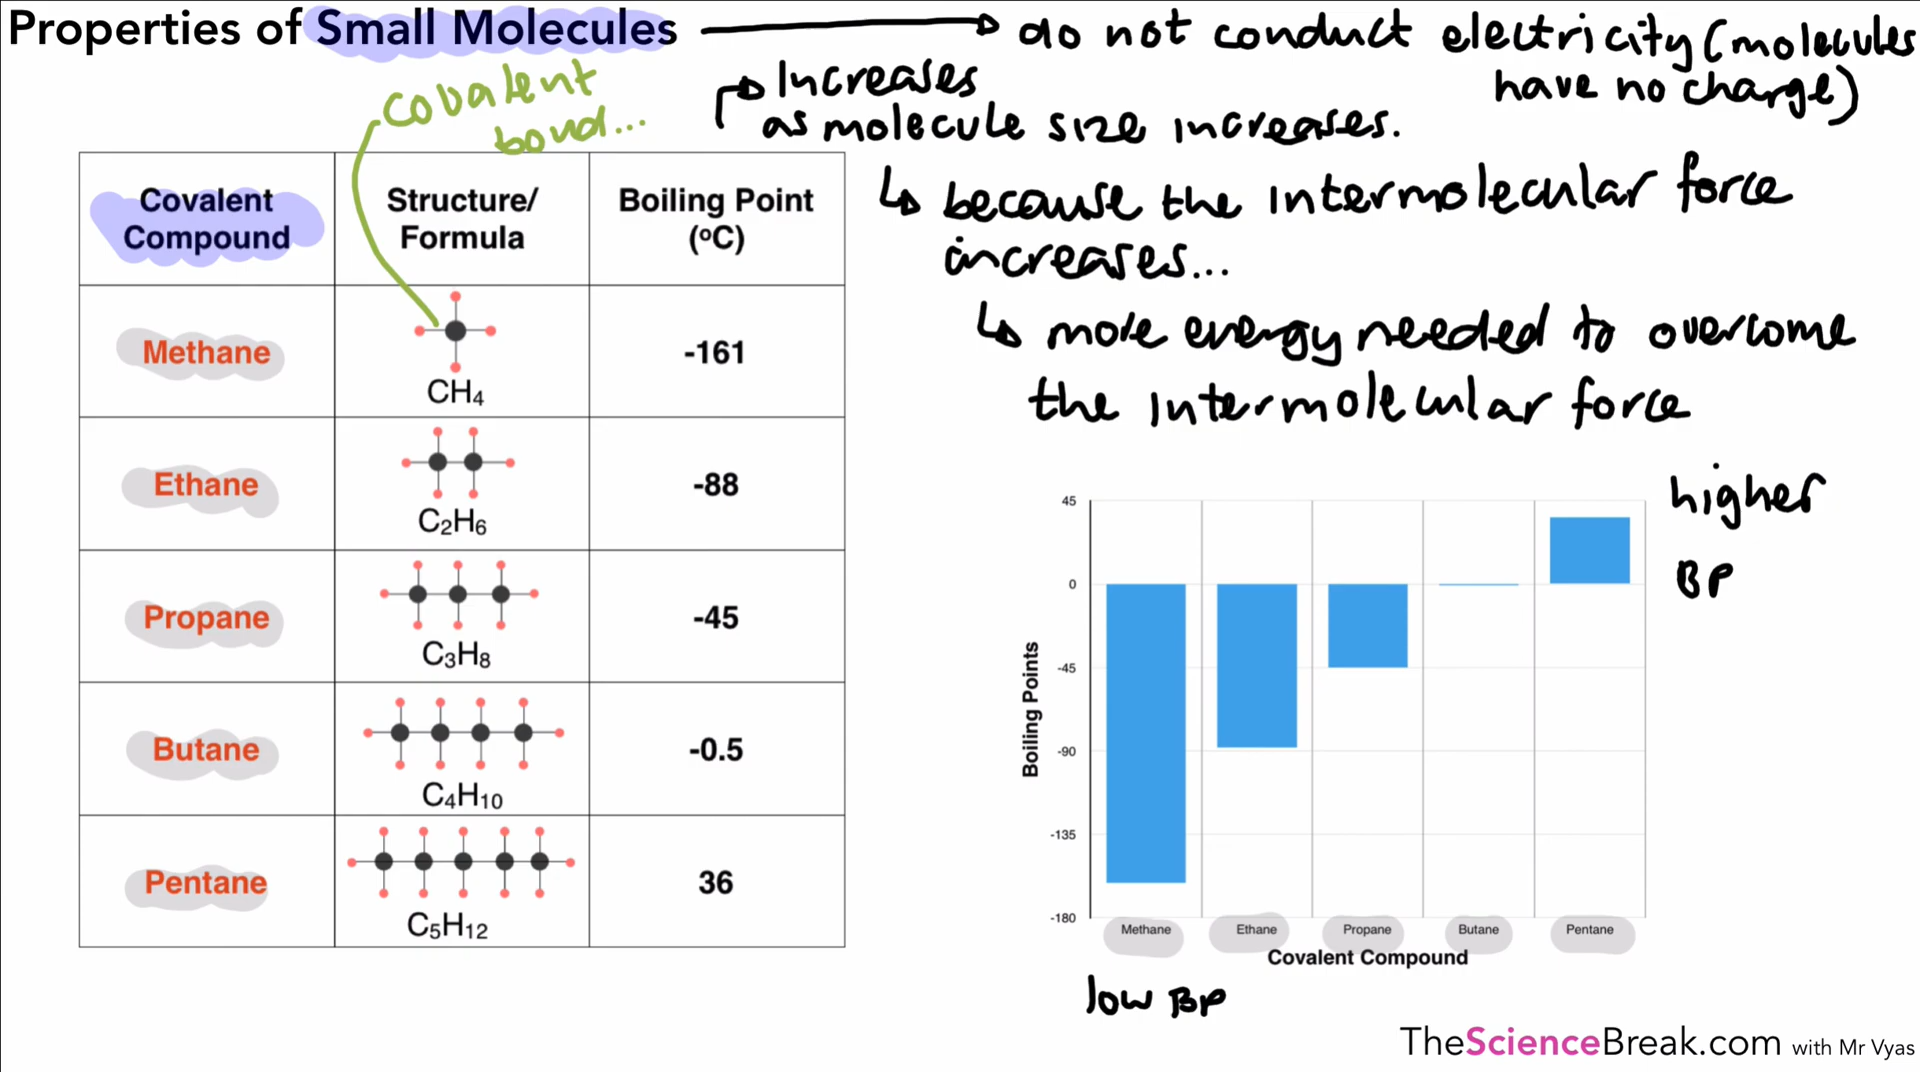 Properties of Small Molecules
do not conduct electricity (molecules
have no charge)
Increases
as molecule size increases.
because the Intermolecular force
increases...
more energy needed to overcome
the Intermolecular force
covalent
bond...
Covalent Compound
Structure/Formula
Boiling Point (°C)
Methane
CH4
-161
Ethane
C2H6
-88
Propane
C3H8
-45
Butane
C4H10
-0.5
Pentane
C5H12
36
Boiling Points
45
0
-45
-90
-135
-180
Methane Ethane Propane Butane Pentane
Covalent Compound
higher
BP
low BP
TheScienceBreak.com with Mr Vyas